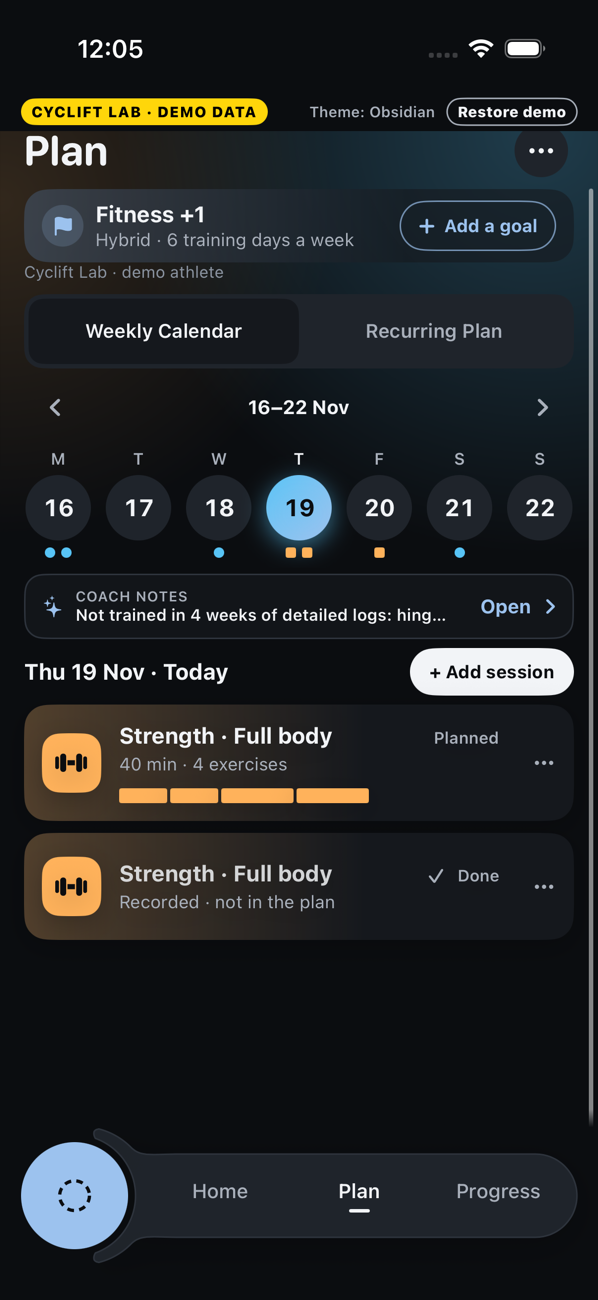 12:05
CYCLIFT LAB · DEMO DATA
Theme: Obsidian
Restore demo
Plan
Fitness +1
Hybrid · 6 training days a week
+ Add a goal
Cyclift Lab · demo athlete
Weekly Calendar
Recurring Plan
16–22 Nov
M T W T F S S
16 17 18 19 20 21 22
COACH NOTES
Not trained in 4 weeks of detailed logs: hing...
Open
Thu 19 Nov · Today
+ Add session
Strength · Full body
Planned
40 min · 4 exercises
Strength · Full body
Done
Recorded · not in the plan
Home
Plan
Progress